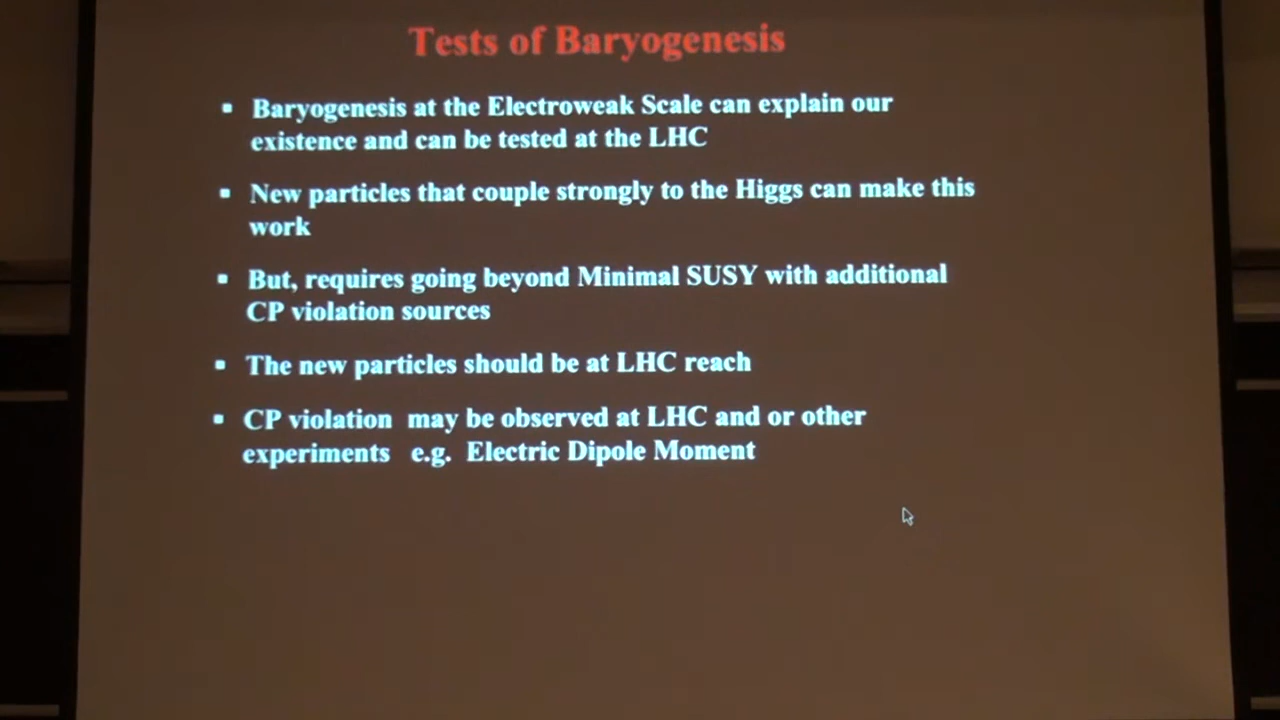 Tests of Baryogenesis
▪ Baryogenesis at the Electroweak Scale can explain our
existence and can be tested at the LHC
▪ New particles that couple strongly to the Higgs can make this
work
▪ But, requires going beyond Minimal SUSY with additional
CP violation sources
▪ The new particles should be at LHC reach
▪ CP violation may be observed at LHC and or other
experiments e.g. Electric Dipole Moment